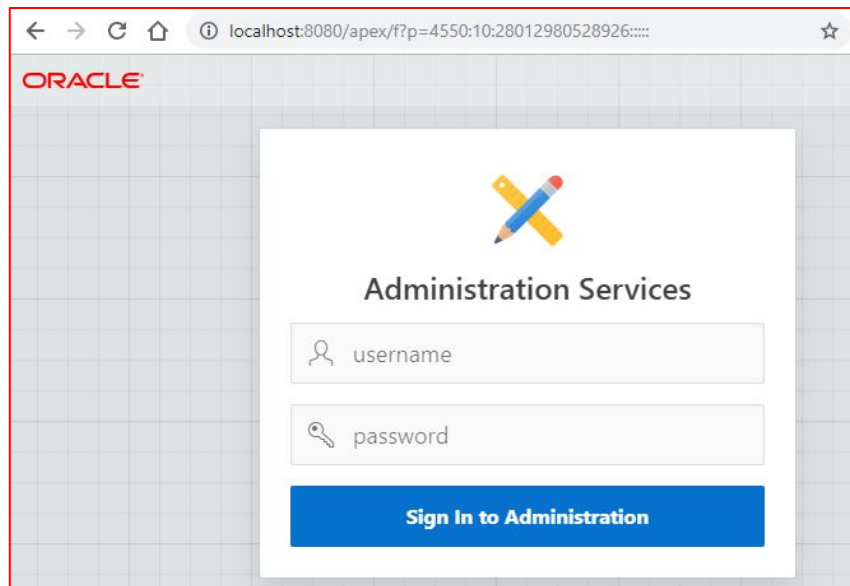 localhost:8080/apex/f?p=4550:10:28012980528926:::::
ORACLE
Administration Services
username
password
Sign In to Administration